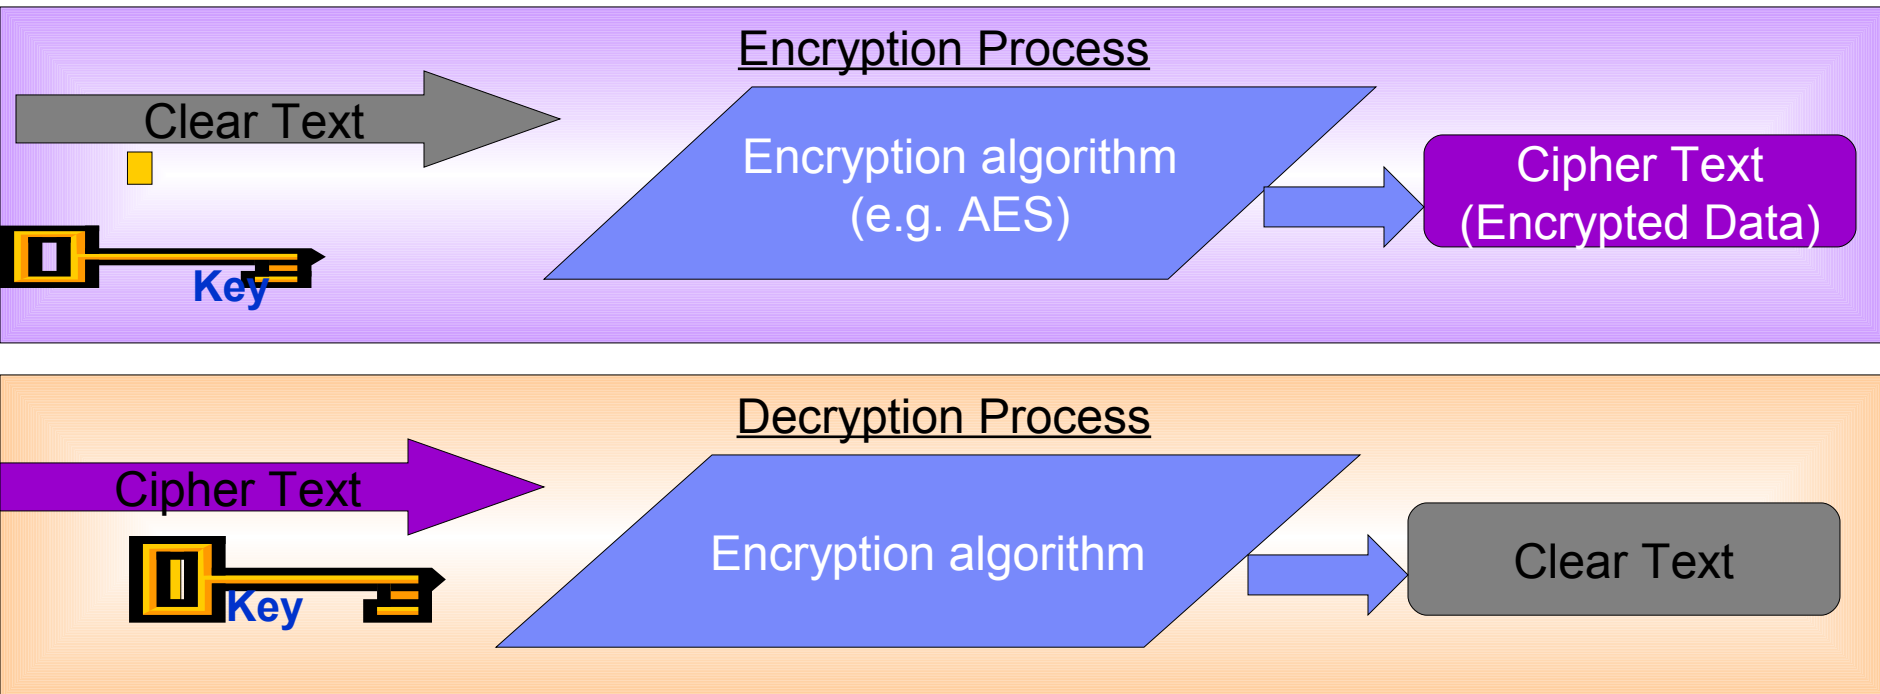 Encryption Process
Clear Text
Encryption algorithm
(e.g. AES)
Cipher Text
(Encrypted Data)
Key
Decryption Process
Cipher Text
Encryption algorithm
Clear Text
Key